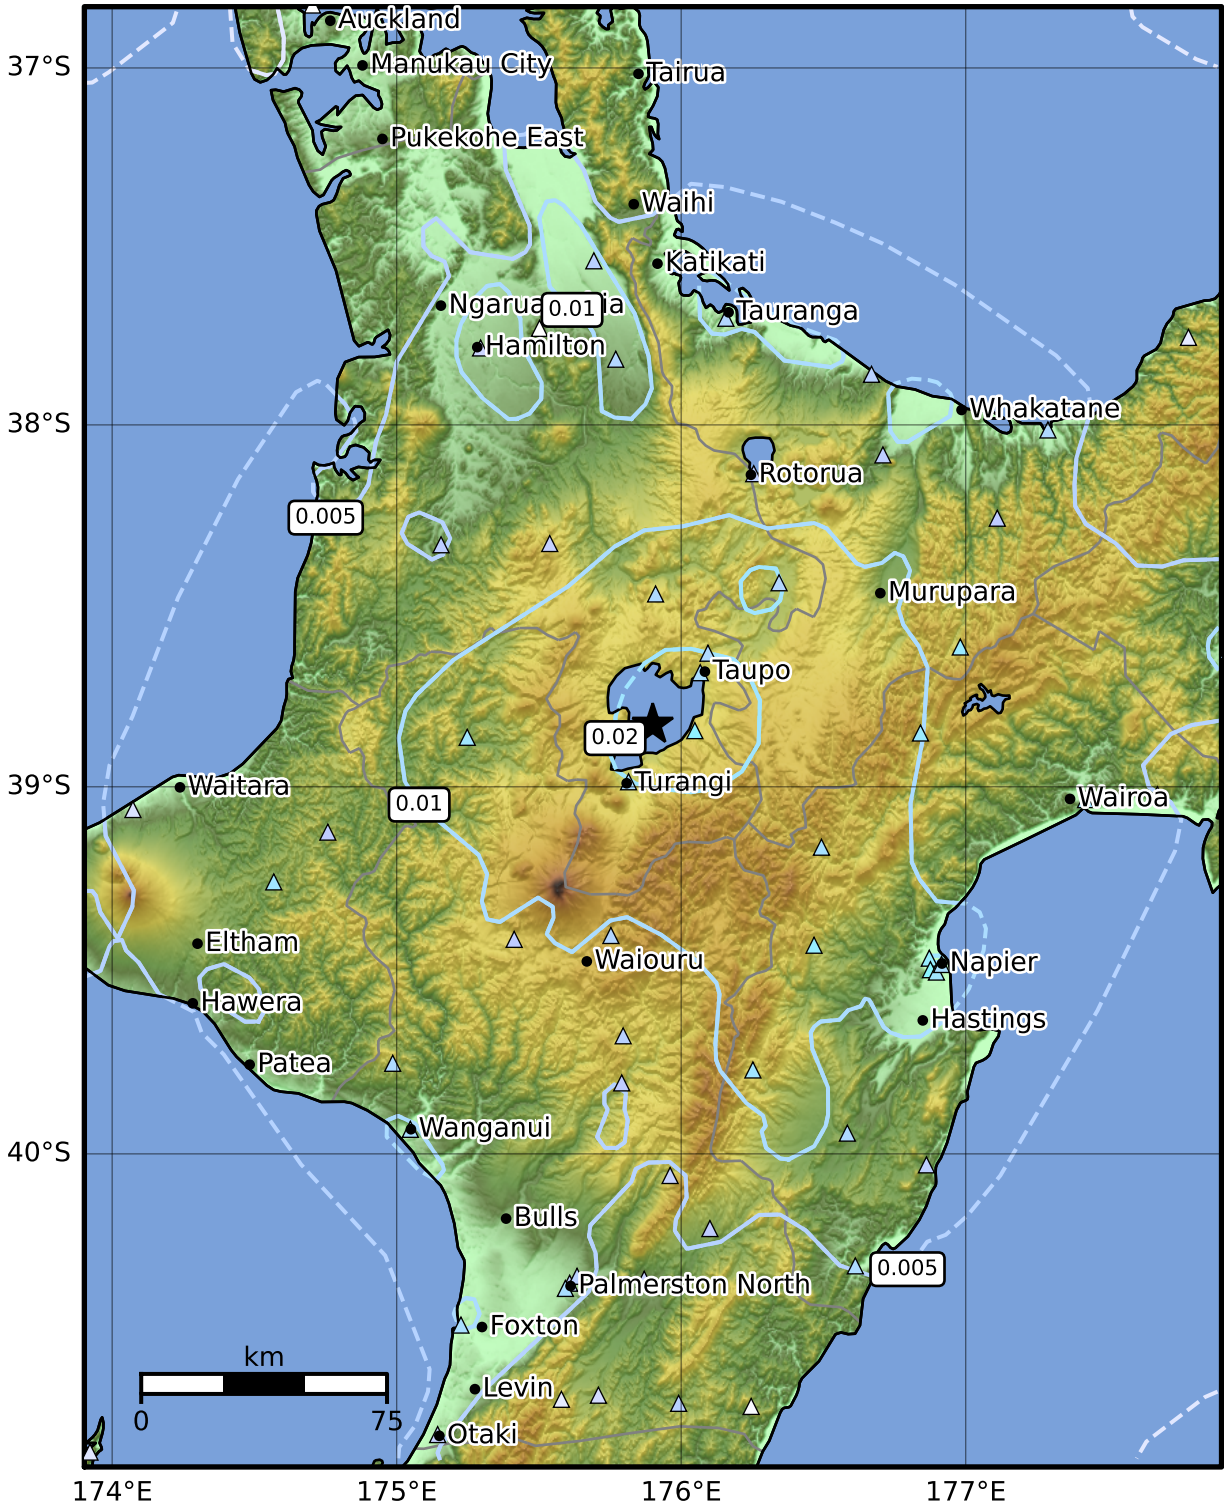 Auckland
37°S
Manukau City
Tairua
Pukekohe East
Waihi
Katikati
0.01
Tauranga
Hamilton
38°S
Whakatane
Rotorua
0.005
Murupara
Taupo
0.02
Turangi
39°S
Waitara
Wairoa
0.01
Eltham
Waiouru
Napier
Hawera
Hastings
Patea
Wanganui
40°S
Bulls
0.005
Palmerston North
Foxton
km
Levin
0
75
Otaki
174°E
175°E
176°E
177°E